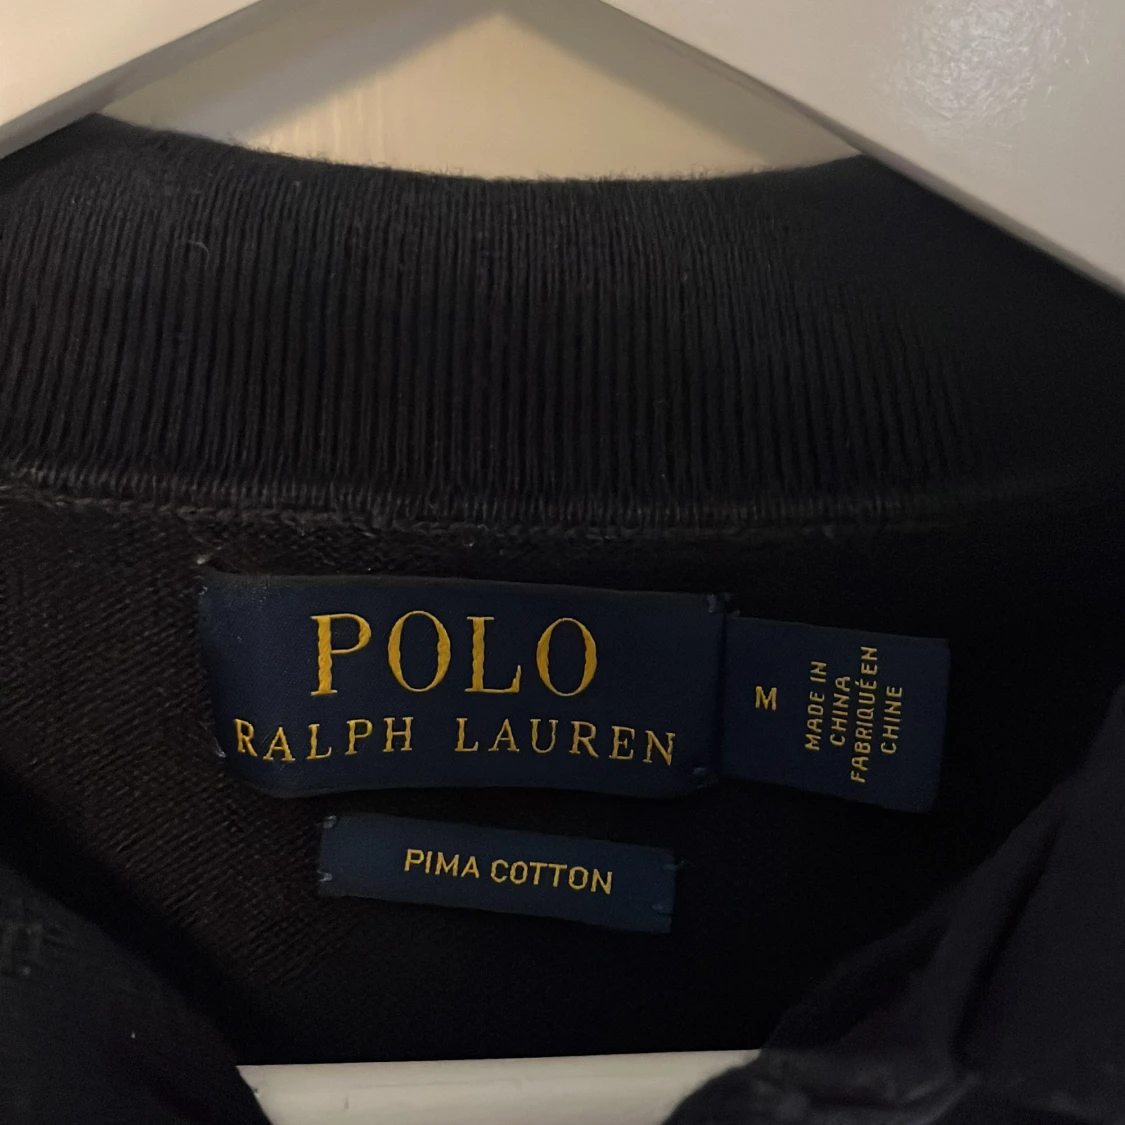 POLO
RALPH LAUREN
M
MADE IN
CHINA
FABRIQUÉ EN
CHINE
PIMA COTTON